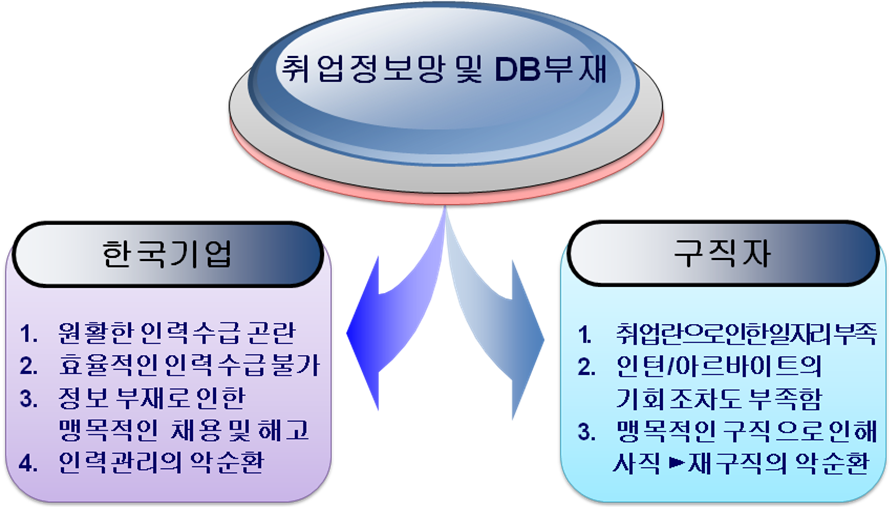 취업정보망 및 DB부재
한국기업
1. 원활한 인력수급 곤란
2. 효율적인 인력 수급 불가
3. 정보 부재로 인한
맹목적인 채용 및 해고
4. 인력관리의 악순환
구직자
1. 취업란으로 인한 일자리 부족
2. 인턴/아르바이트의
기회 조차도 부족함
3. 맹목적인 구직으로 인해
사직 ►재구직의 악순환